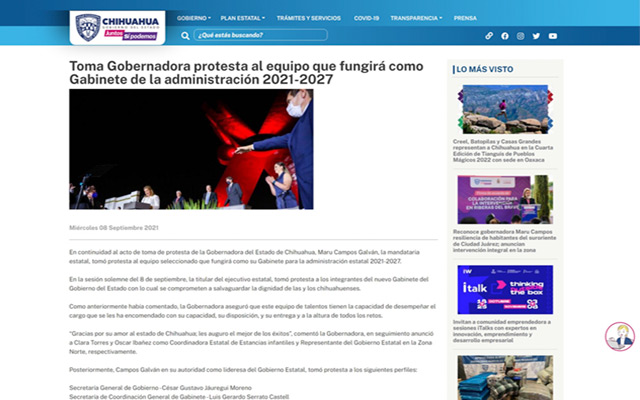 CHIHUAHUA
GOBIERNO DEL ESTADO
Juntos Sí podemos
GOBIERNO PLAN ESTATAL TRÁMITES Y SERVICIOS COVID-19 TRANSPARENCIA PRENSA
¿Qué estés buscando?
Toma Gobernadora protesta al equipo que fungirá como
Gabinete de la administración 2021-2027
Miércoles 08 Septiembre 2021
En continuidad al acto de toma de protesta de la Gobernadora del Estado de Chihuahua, Maru Campos Galván, la mandataria
estatal, tomó protesta al equipo seleccionado que fungirá como su Gabinete para la administración estatal 2021-2027.
En la sesión solemne del 8 de septiembre, la titular del ejecutivo estatal, tomó protesta a los integrantes del nuevo Gabinete del
Gobierno del Estado con lo cual se comprometen a salvaguardar la dignidad de las y los chihuahuenses.
Como anteriormente había comentado, la Gobernadora aseguró que este equipo de talentos tienen la capacidad de desempeñar el
cargo que se les ha encomendado con su capacidad, su disposición, y su entrega y a la altura de todos los retos.
“Gracias por su amor al estado de Chihuahua; les auguro el mejor de los éxitos”, comentó la Gobernadora, en seguimiento anunció
a Clara Torres y Oscar Ibañez como Coordinadora Estatal de Estancias infantiles y Representante del Gobierno Estatal en la Zona
Norte, respectivamente.
Posteriormente, Campos Galván en su autoridad como lideresa del Gobierno Estatal, tomó protesta a los siguientes perfiles:
Secretaría General de Gobierno - César Gustavo Jáuregui Moreno
Secretaría de Coordinación General de Gabinete - Luis Gerardo Serrato Castell
LO MÁS VISTO
Creel, Batopilas y Casas Grandes
representan a Chihuahua en la Cuarta
Edición de Tianguis de Pueblos
Mágicos 2022 con sede en Oaxaca
COLABORACIÓN PARA
LA INTERVENCIÓN
EN RIBERAS DEL BRAVO
Reconoce gobernadora Maru Campos
resiliencia de habitantes del suroriente
de Ciudad Juárez; anuncian
intervención integral en la zona
italk
thinking
the box
Invitan a comunidad emprendedora a
sesiones iTalks con expertos en
innovación, emprendimiento y
desarrollo empresarial